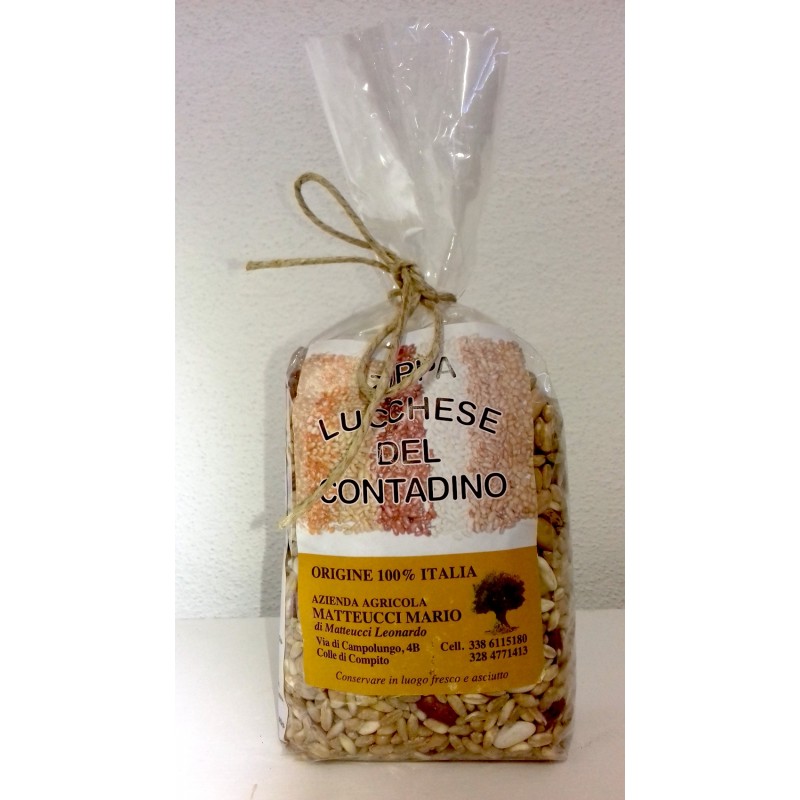 ZUPPA
LUCCHESE
DEL
CONTADINO
ORIGINE 100% ITALIA
AZIENDA AGRICOLA
MATTEUCCI MARIO
di Matteucci Leonardo
Via di Campolungo, 4B
Colle di Compito
Cell. 338 6115180
328 4771413
Conservare in luogo fresco e asciutto